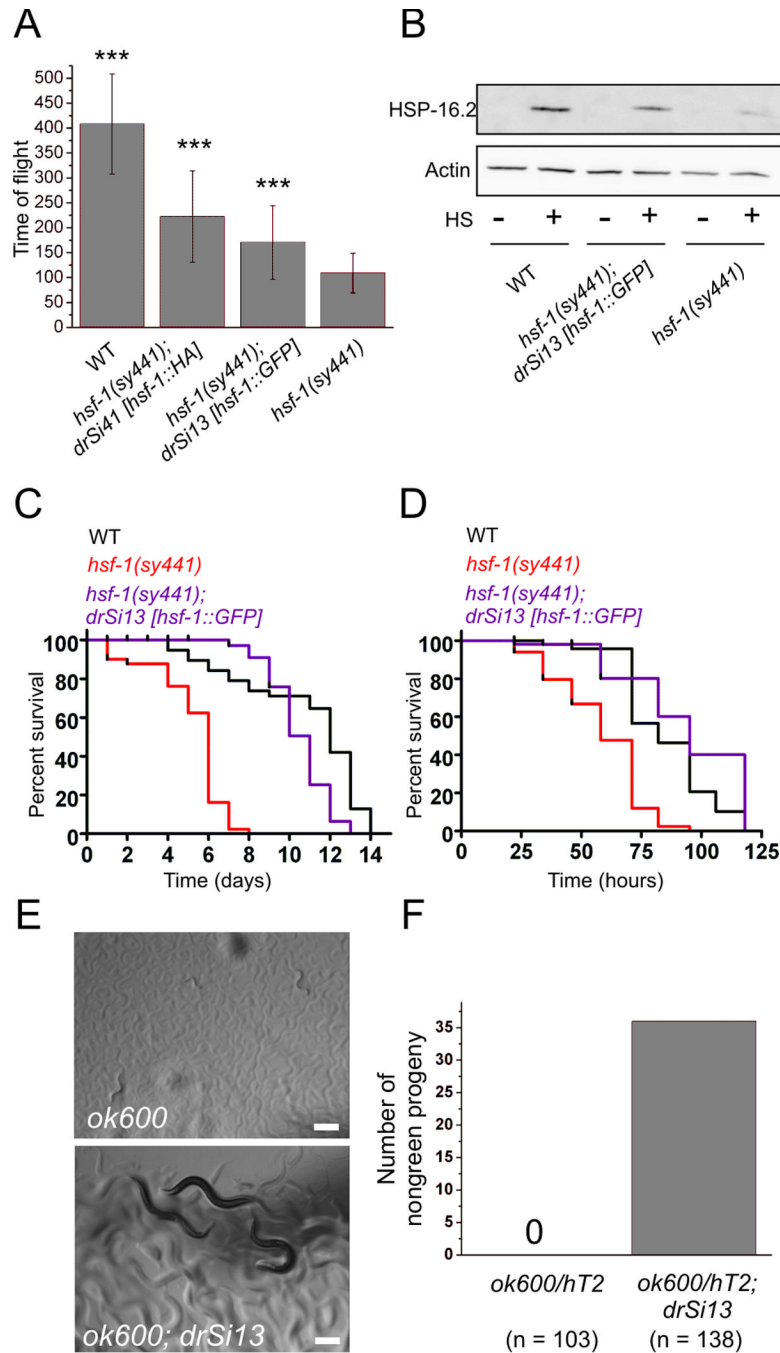 A
***
***
***
Time of flight
500
450
400
350
300
250
200
150
100
50
0
WT
hsf-1(sy441);
drSi41 [hsf-1::HA]
hsf-1(sy441);
drSi13 [hsf-1::GFP]
hsf-1(sy441)
B
HSP-16.2
Actin
HS - + - + - +
WT
hsf-1(sy441);
drSi13 [hsf-1::GFP]
hsf-1(sy441)
C
WT
hsf-1(sy441)
hsf-1(sy441);
drSi13 [hsf-1::GFP]
Percent survival
100
80
60
40
20
0
0 2 4 6 8 10 12 14
Time (days)
D
WT
hsf-1(sy441)
hsf-1(sy441);
drSi13 [hsf-1::GFP]
Percent survival
100
80
60
40
20
0
0 25 50 75 100 125
Time (hours)
E
ok600
ok600; drSi13
F
Number of
nongreen progeny
35
30
25
20
15
10
5
0
0
ok600/hT2
(n = 103)
ok600/hT2;
drSi13
(n = 138)